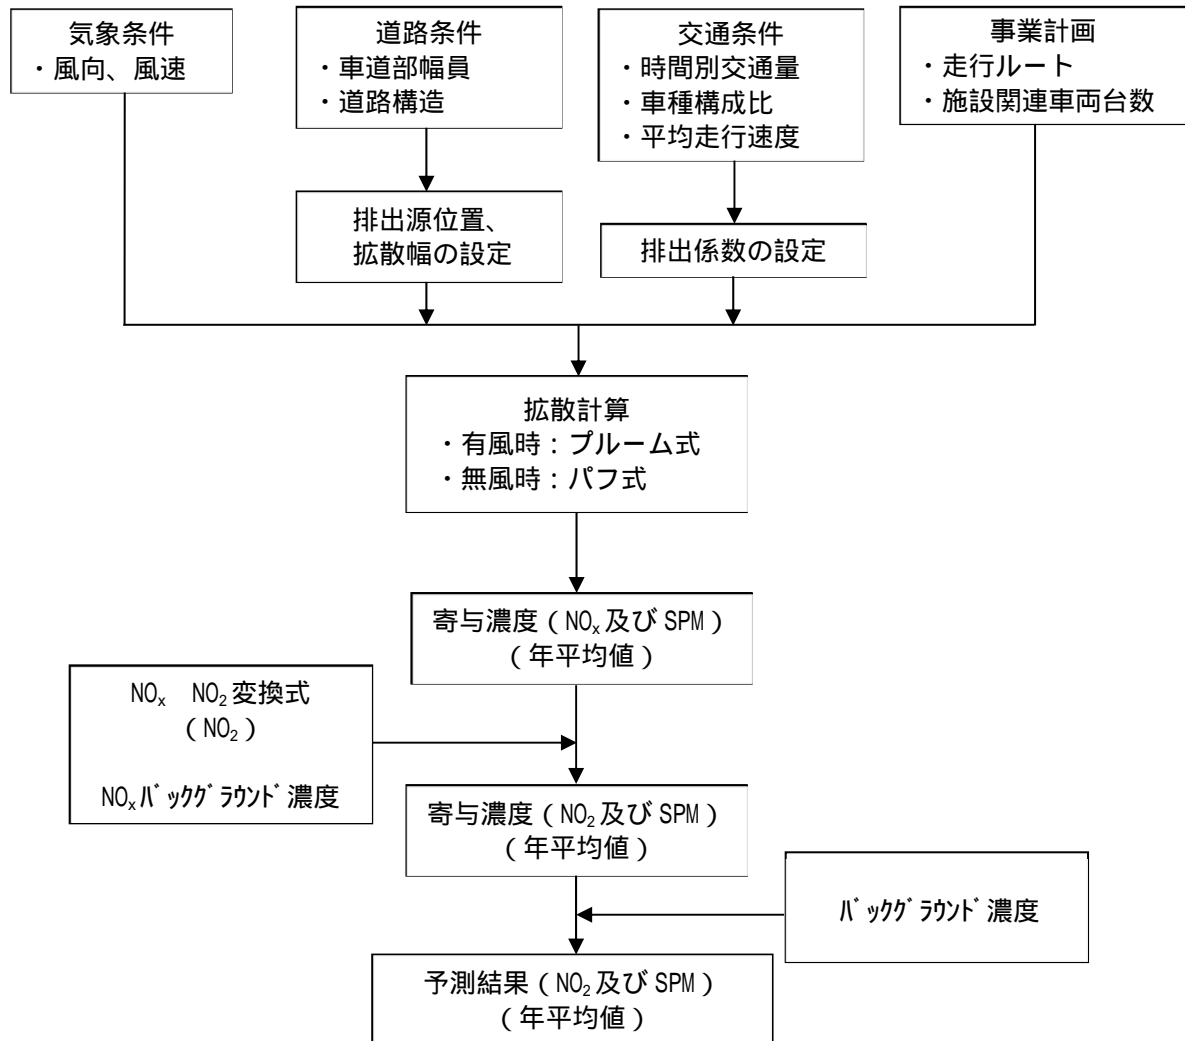 気象条件
・風向、風速
道路条件
・車道部幅員
・道路構造
交通条件
・時間別交通量
・車種構成比
・平均走行速度
事業計画
・走行ルート
・施設関連車両台数
排出源位置、
拡散幅の設定
排出係数の設定
拡散計算
・有風時：プルーム式
・無風時：パフ式
寄与濃度（NOx及びSPM）
（年平均値）
NOx　NO2変換式
（NO2）
NOxﾊﾞｯｸｸﾞﾗｳﾝﾄﾞ濃度
寄与濃度（NO2及びSPM）
（年平均値）
ﾊﾞｯｸｸﾞﾗｳﾝﾄﾞ濃度
予測結果（NO2及びSPM）
（年平均値）